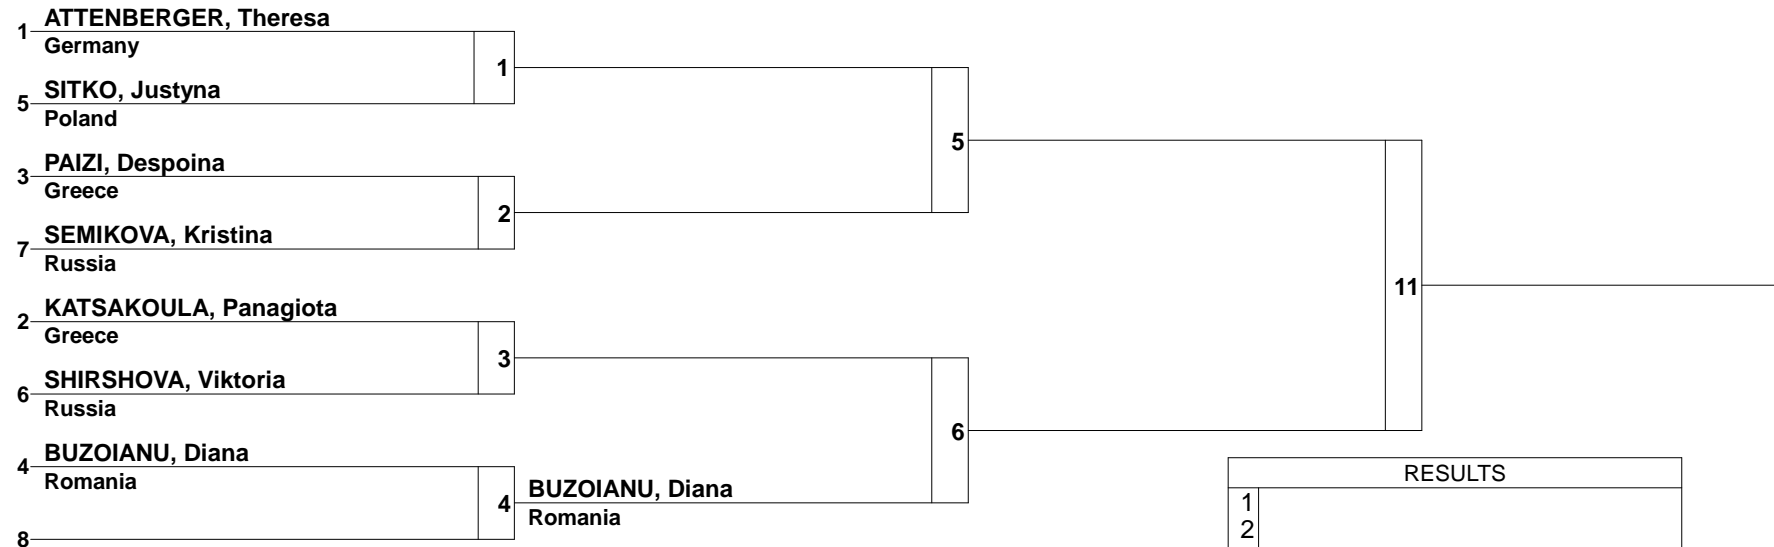 ATTENBERGER, Theresa
1
Germany
1
SITKO, Justyna
5
Poland
5
PAIZI, Despoina
3
Greece
2
SEMIKOVA, Kristina
7
Russia
11
KATSAKOULA, Panagiota
2
Greece
3
SHIRSHOVA, Viktoria
6
Russia
6
BUZOIANU, Diana
4
Romania
RESULTS
BUZOIANU, Diana
4
Romania
1
2
8